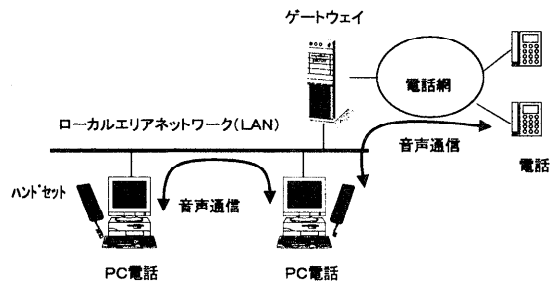 ゲートウェイ
電話網
ローカルエリアネットワーク(LAN)
音声通信
電話
ハンドセット
音声通信
PC電話
PC電話